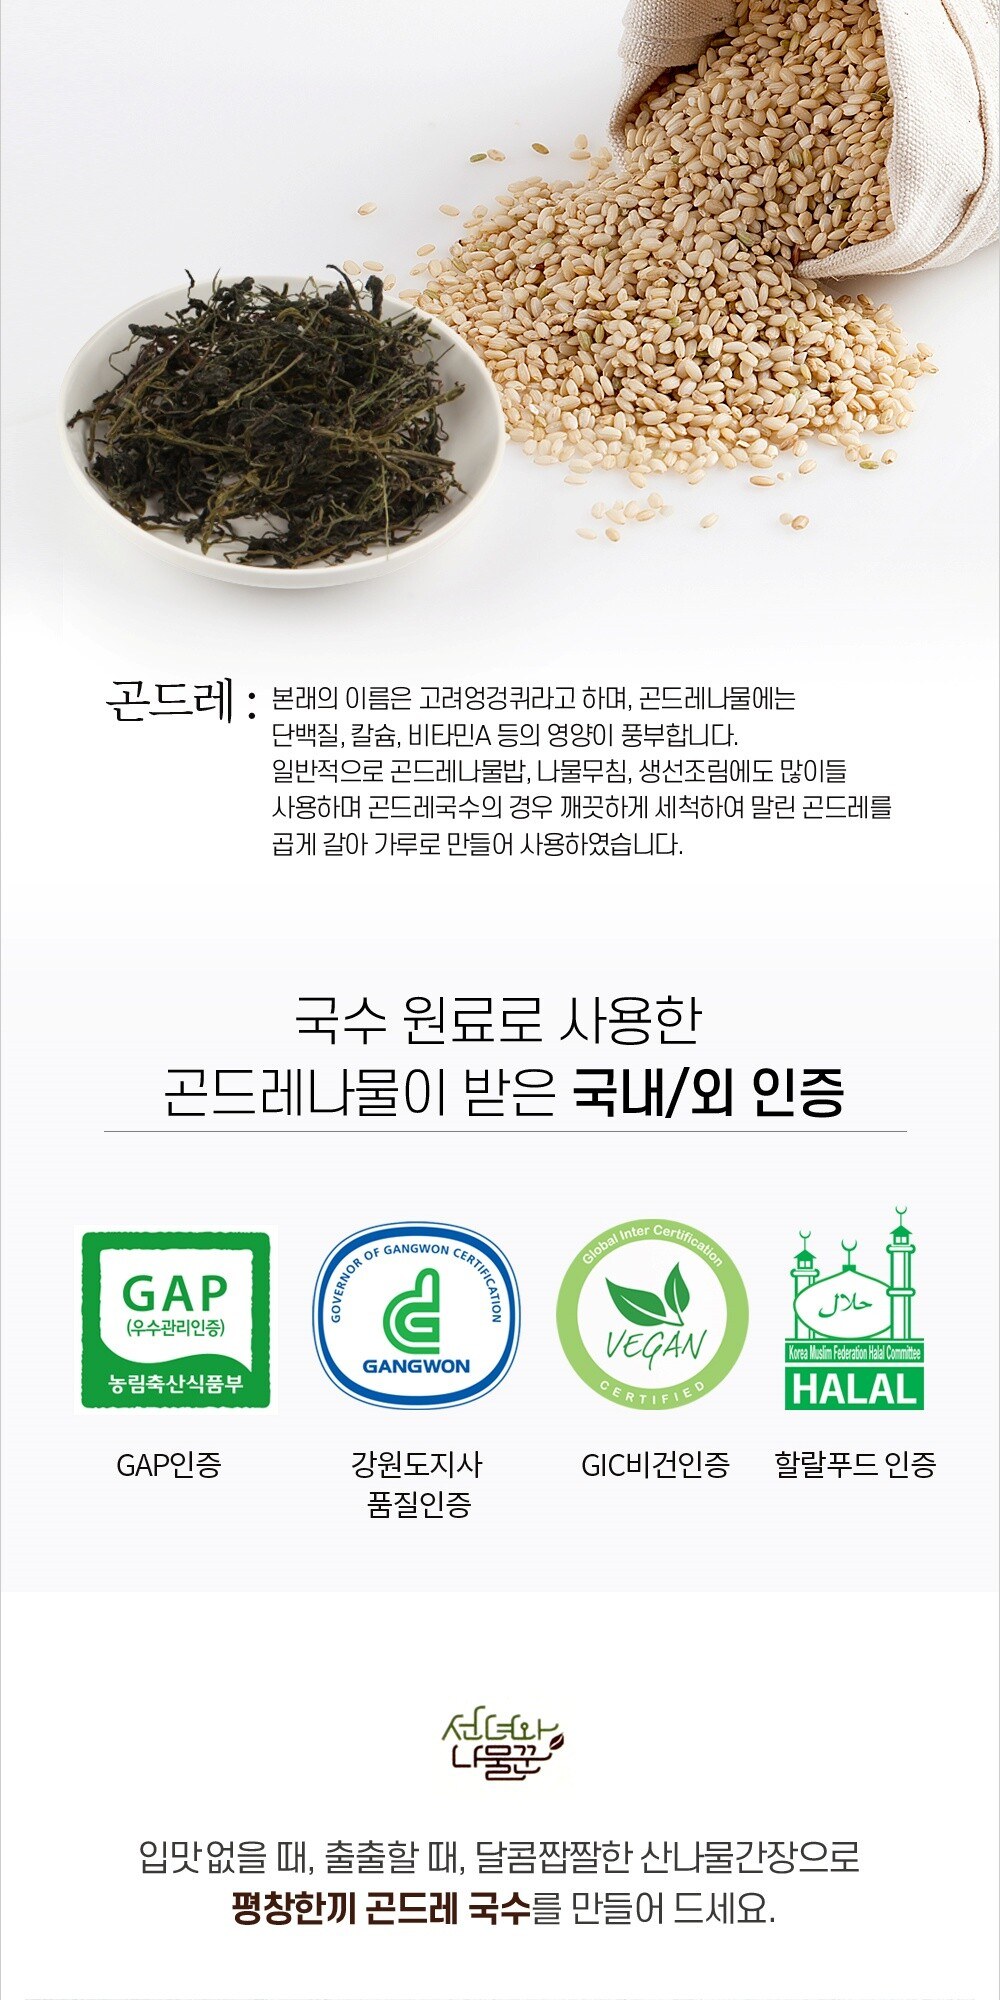 곤드레 :
본래의 이름은 고려엉겅퀴라고 하며, 곤드레나물에는
단백질, 칼슘, 비타민A 등의 영양이 풍부합니다.
일반적으로 곤드레나물밥, 나물무침, 생선조림에도 많이들
사용하며 곤드레국수의 경우 깨끗하게 세척하여 말린 곤드레를
곱게 갈아 가루로 만들어 사용하였습니다.
국수 원료로 사용한
곤드레나물이 받은 국내/외 인증
GAP
(우수관리인증)
농림축산식품부
GOVERNOR OF GANGWON CERTIFICATION
GANGWON
Global Inter Certification
VEGAN
CERTIFIED
حلال
Korea Muslim Federation Halal Committee
HALAL
GAP인증
강원도지사
품질인증
GIC비건인증
할랄푸드 인증
선녀와
나물꾼
입맛없을 때, 출출할 때, 달콤짭짤한 산나물간장으로
평창한끼 곤드레 국수를 만들어 드세요.